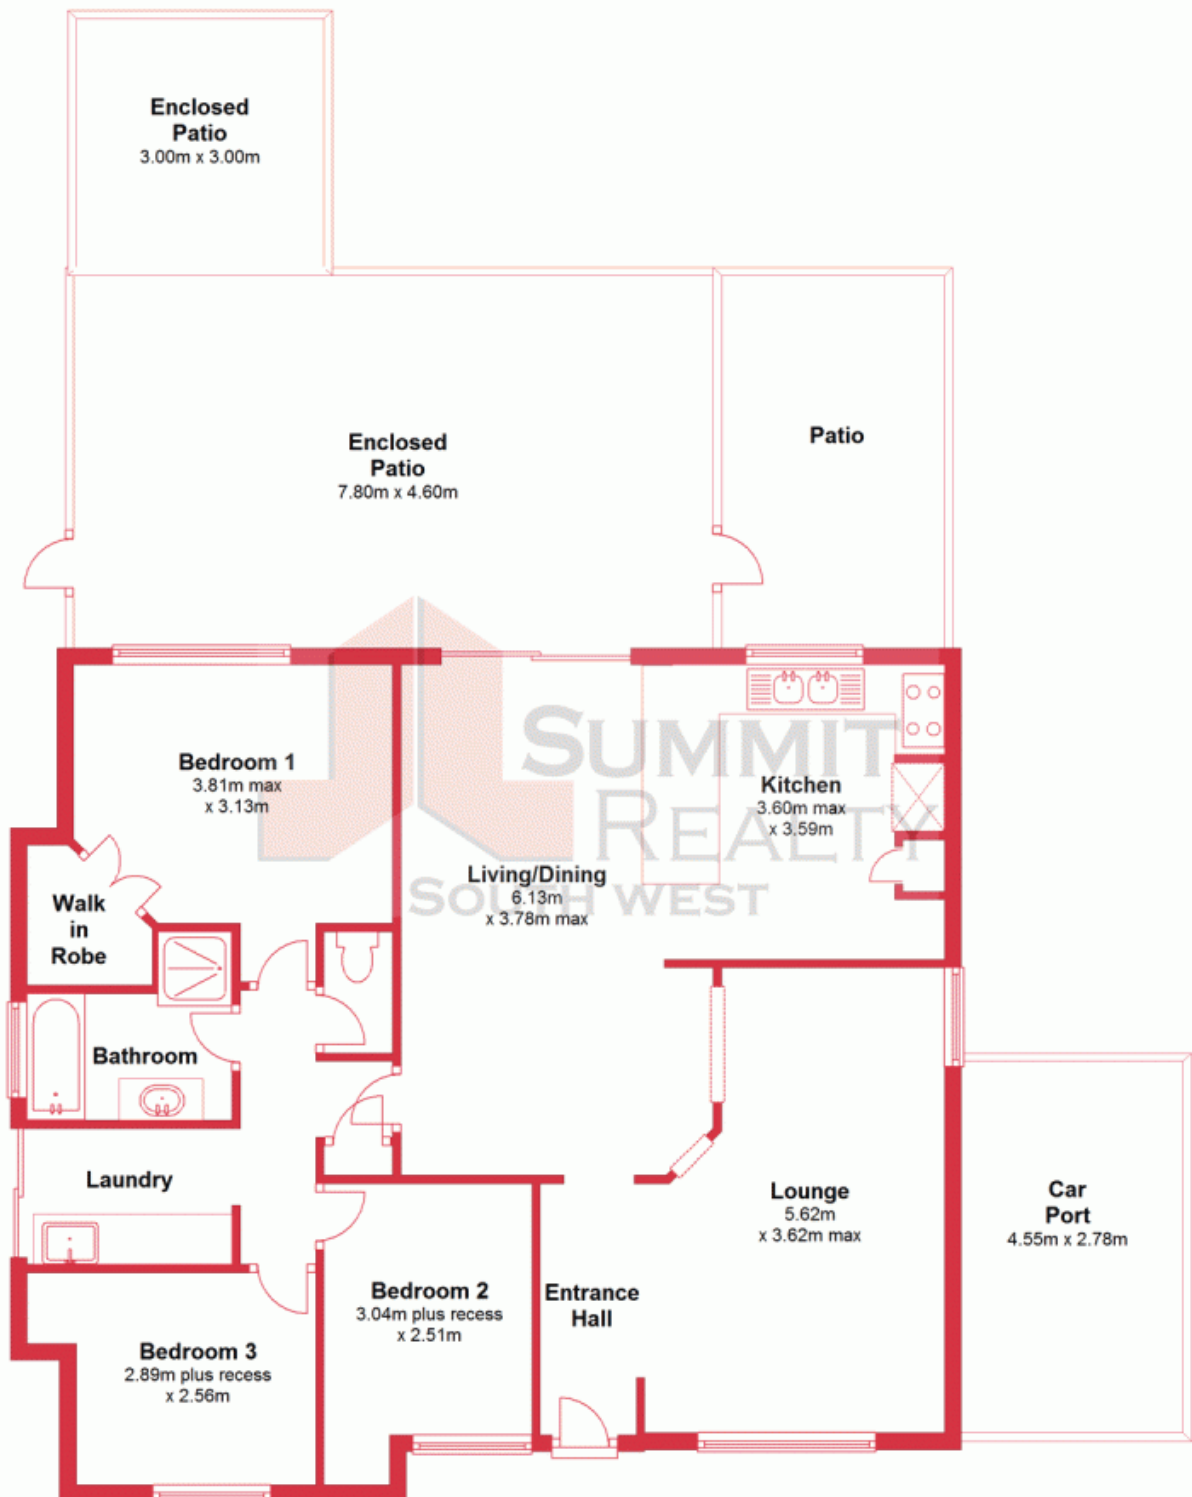 Enclosed
Patio
3.00m x 3.00m
Enclosed
Patio
7.80m x 4.60m
Patio
SUMMIT
REALTY
SOUTH WEST
Bedroom 1
3.81m max
x 3.13m
Kitchen
3.60m max
x 3.59m
Living/Dining
6.13m
x 3.78m max
Walk
in
Robe
Bathroom
Laundry
Lounge
5.62m
x 3.62m max
Car
Port
4.55m x 2.78m
Entrance
Hall
Bedroom 2
3.04m plus recess
x 2.51m
Bedroom 3
2.89m plus recess
x 2.56m